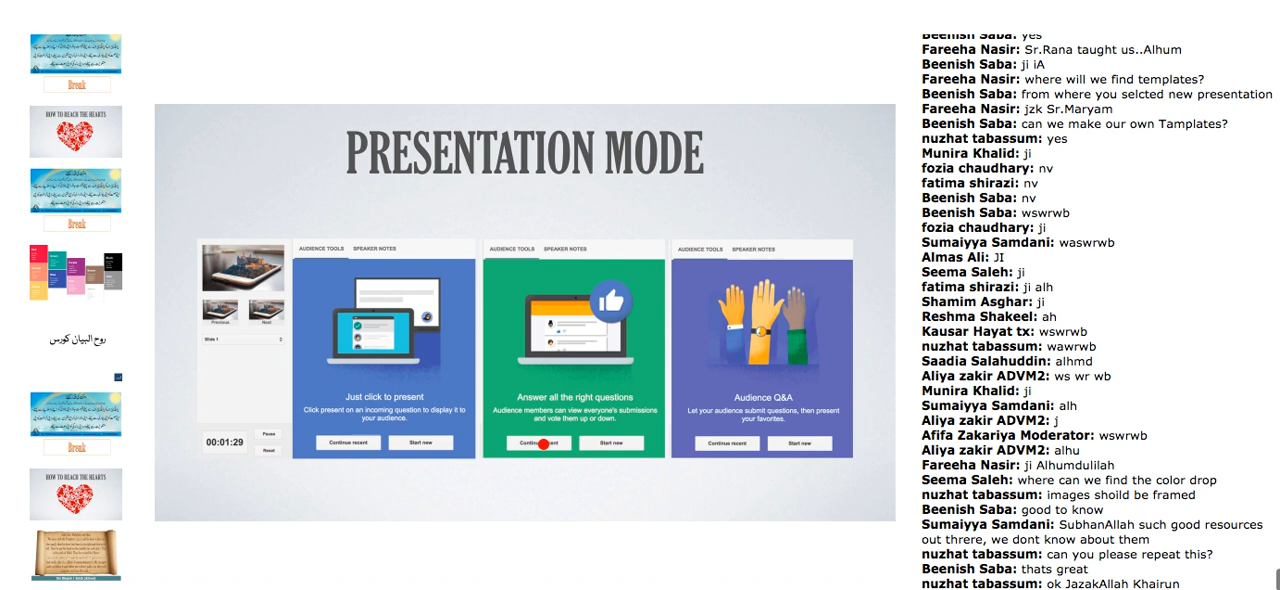 Break
HOW TO REACH THE HEARTS
Break
روح البیان کورس
Break
HOW TO REACH THE HEARTS
PRESENTATION MODE
Previous
Next
Slide 1
00:01:29
Pause
Reset
AUDIENCE TOOLS SPEAKER NOTES
Just click to present
Click present on an incoming question to display it to
your audience.
Continue recent
Start new
AUDIENCE TOOLS SPEAKER NOTES
Answer all the right questions
Audience members can view everyone's submissions
and vote them up or down.
Start new
AUDIENCE TOOLS SPEAKER NOTES
Audience Q&A
Let your audience submit questions, then present
your favorites.
Continue recent
Start new
Beenish Saba: yes
Fareeha Nasir: Sr.Rana taught us..Alhum
Beenish Saba: ji iA
Fareeha Nasir: where will we find templates?
Beenish Saba: from where you selcted new presentation
Fareeha Nasir: jzk Sr.Maryam
Beenish Saba: can we make our own Tamplates?
nuzhat tabassum: yes
Munira Khalid: ji
fozia chaudhary: nv
fatima shirazi: nv
Beenish Saba: nv
Beenish Saba: wswrwb
fozia chaudhary: ji
Sumaiyya Samdani: waswrwb
Almas Ali: JI
Seema Saleh: ji
fatima shirazi: ji alh
Shamim Asghar: ji
Reshma Shakeel: ah
Kausar Hayat tx: wswrwb
nuzhat tabassum: wawrwb
Saadia Salahuddin: alhmd
Aliya zakir ADVM2: ws wr wb
Munira Khalid: ji
Sumaiyya Samdani: alh
Aliya zakir ADVM2: j
Afifa Zakariya Moderator: wswrwb
Aliya zakir ADVM2: alhu
Fareeha Nasir: ji Alhumdulilah
Seema Saleh: where can we find the color drop
nuzhat tabassum: images shoild be framed
Beenish Saba: good to know
Sumaiyya Samdani: SubhanAllah such good resources
out threre, we dont know about them
nuzhat tabassum: can you please repeat this?
Beenish Saba: thats great
nuzhat tabassum: ok JazakAllah Khairun